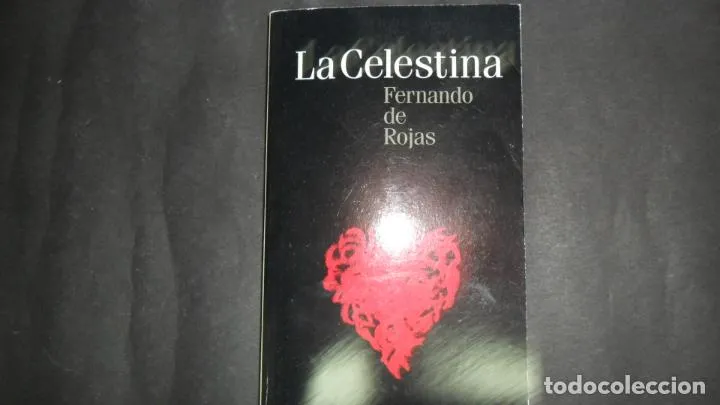 La Celestina
Fernando
de
Rojas
todocoleccion